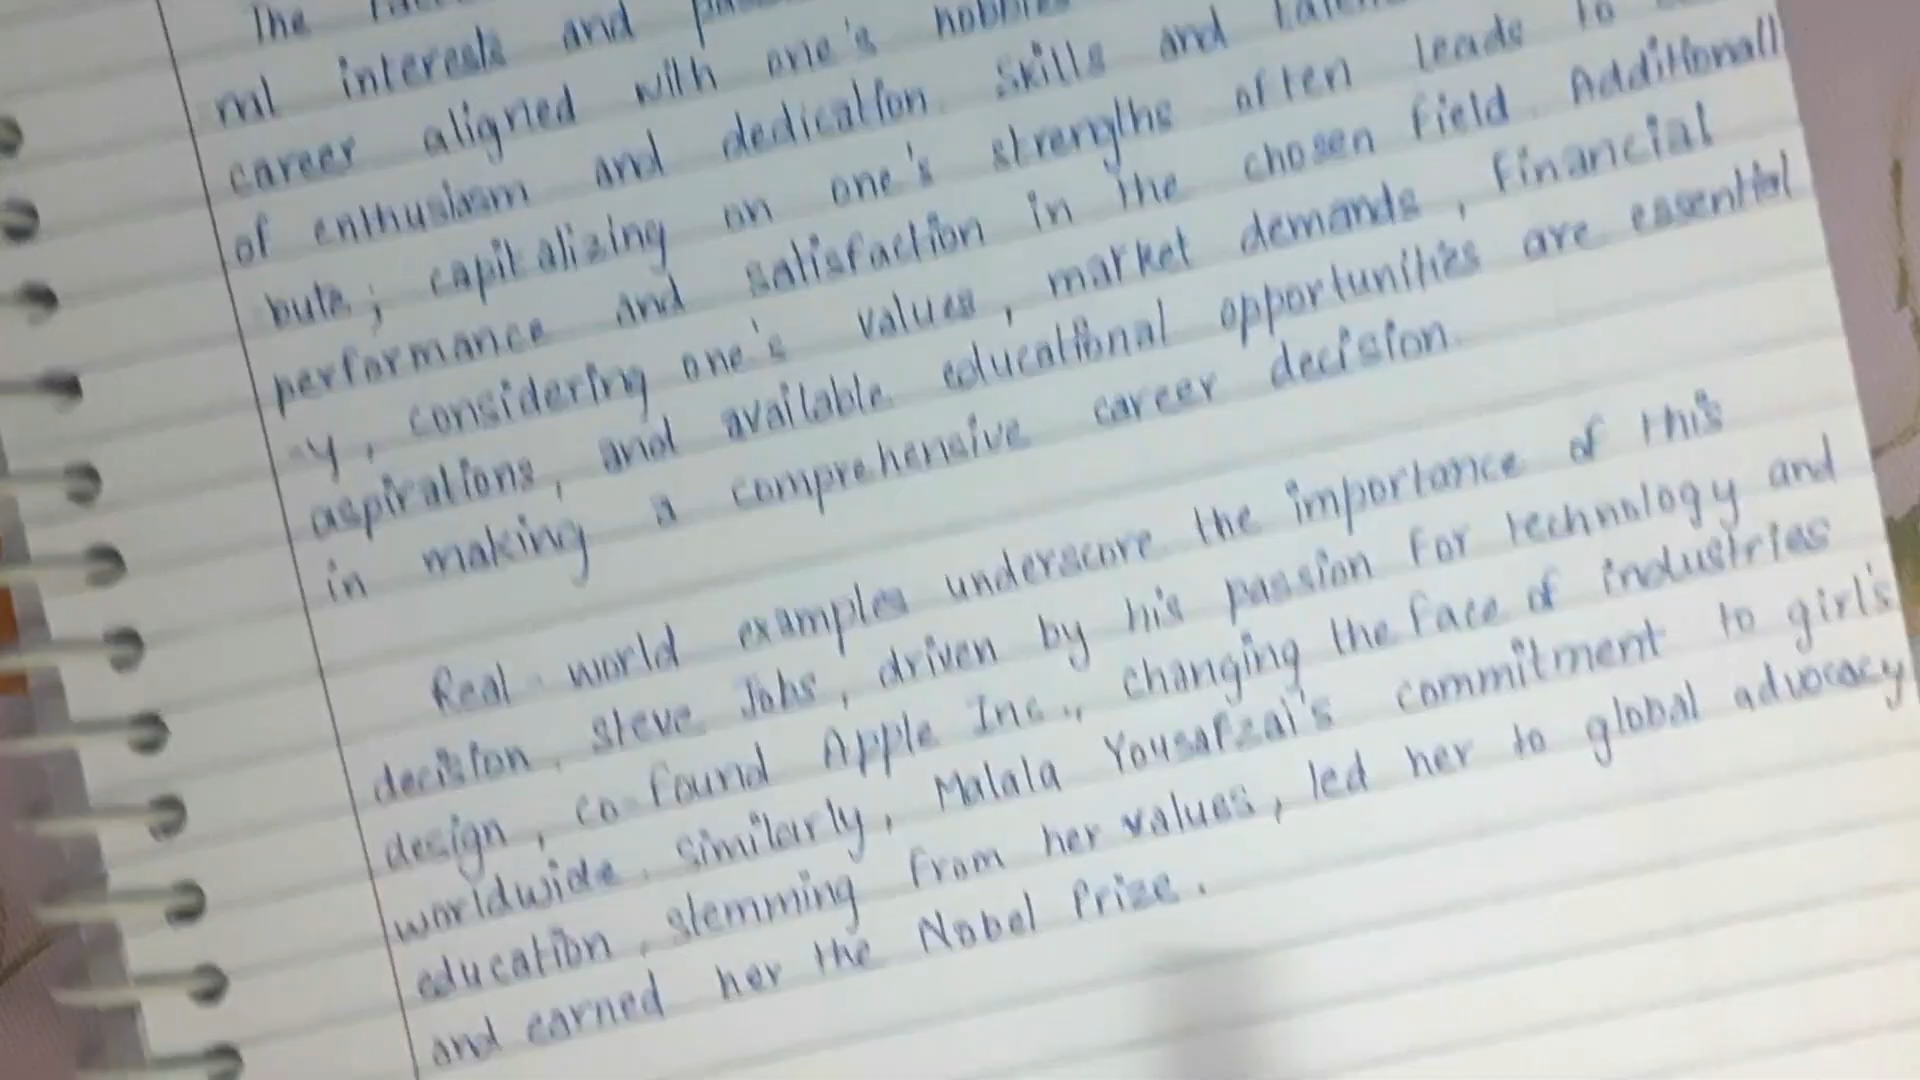 The
nal interests and
career aligned with one's hobbies
of enthusiasm and dedication. Skills and
bute; capitalizing on one's strengths often leads to
performance and satisfaction in the chosen field. Additionall
-y, considering one's values, market demands, financial
aspirations, and available educational opportunities are essential
in making a comprehensive career decision.
Real-world examples underscore the importance of this
decision. Steve Jobs, driven by his passion for technology and
design, co-found Apple Inc., changing the face of industries
worldwide. Similarly, Malala Yousafzai's commitment to girl's
education, stemming from her values, led her to global advocacy
and earned her the Nobel Prize.